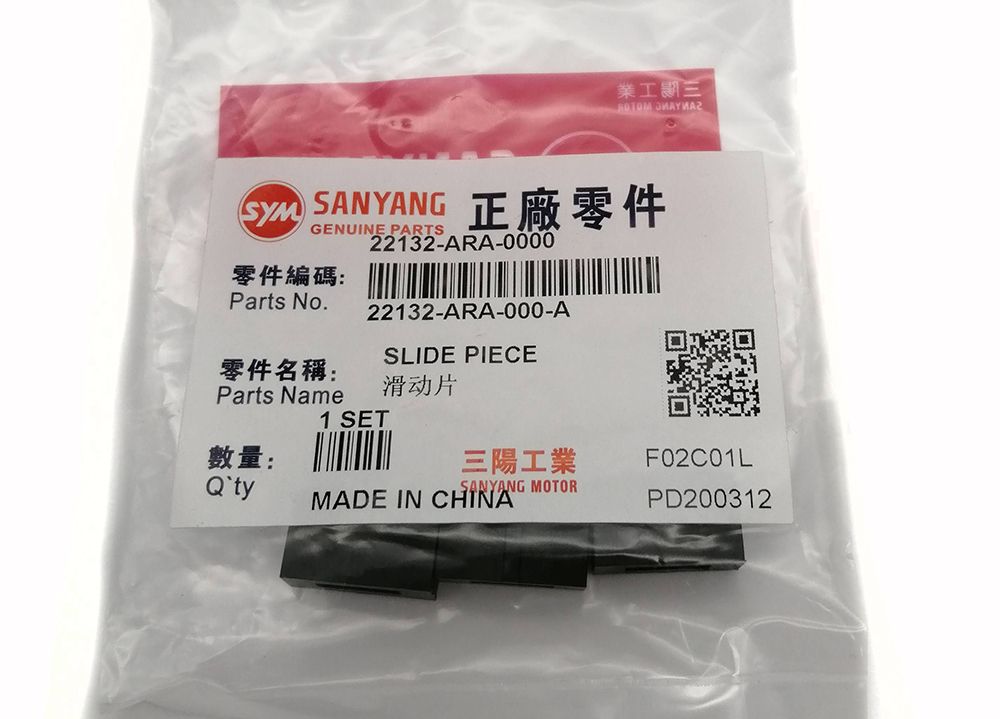 三陽工業
SANYANG MOTOR
SYM SANYANG 正廠零件
GENUINE PARTS
22132-ARA-0000
零件編碼:
Parts No.
22132-ARA-000-A
零件名稱:
Parts Name
SLIDE PIECE
滑动片
1 SET
數量:
Q`ty
MADE IN CHINA
三陽工業
SANYANG MOTOR
F02C01L
PD200312